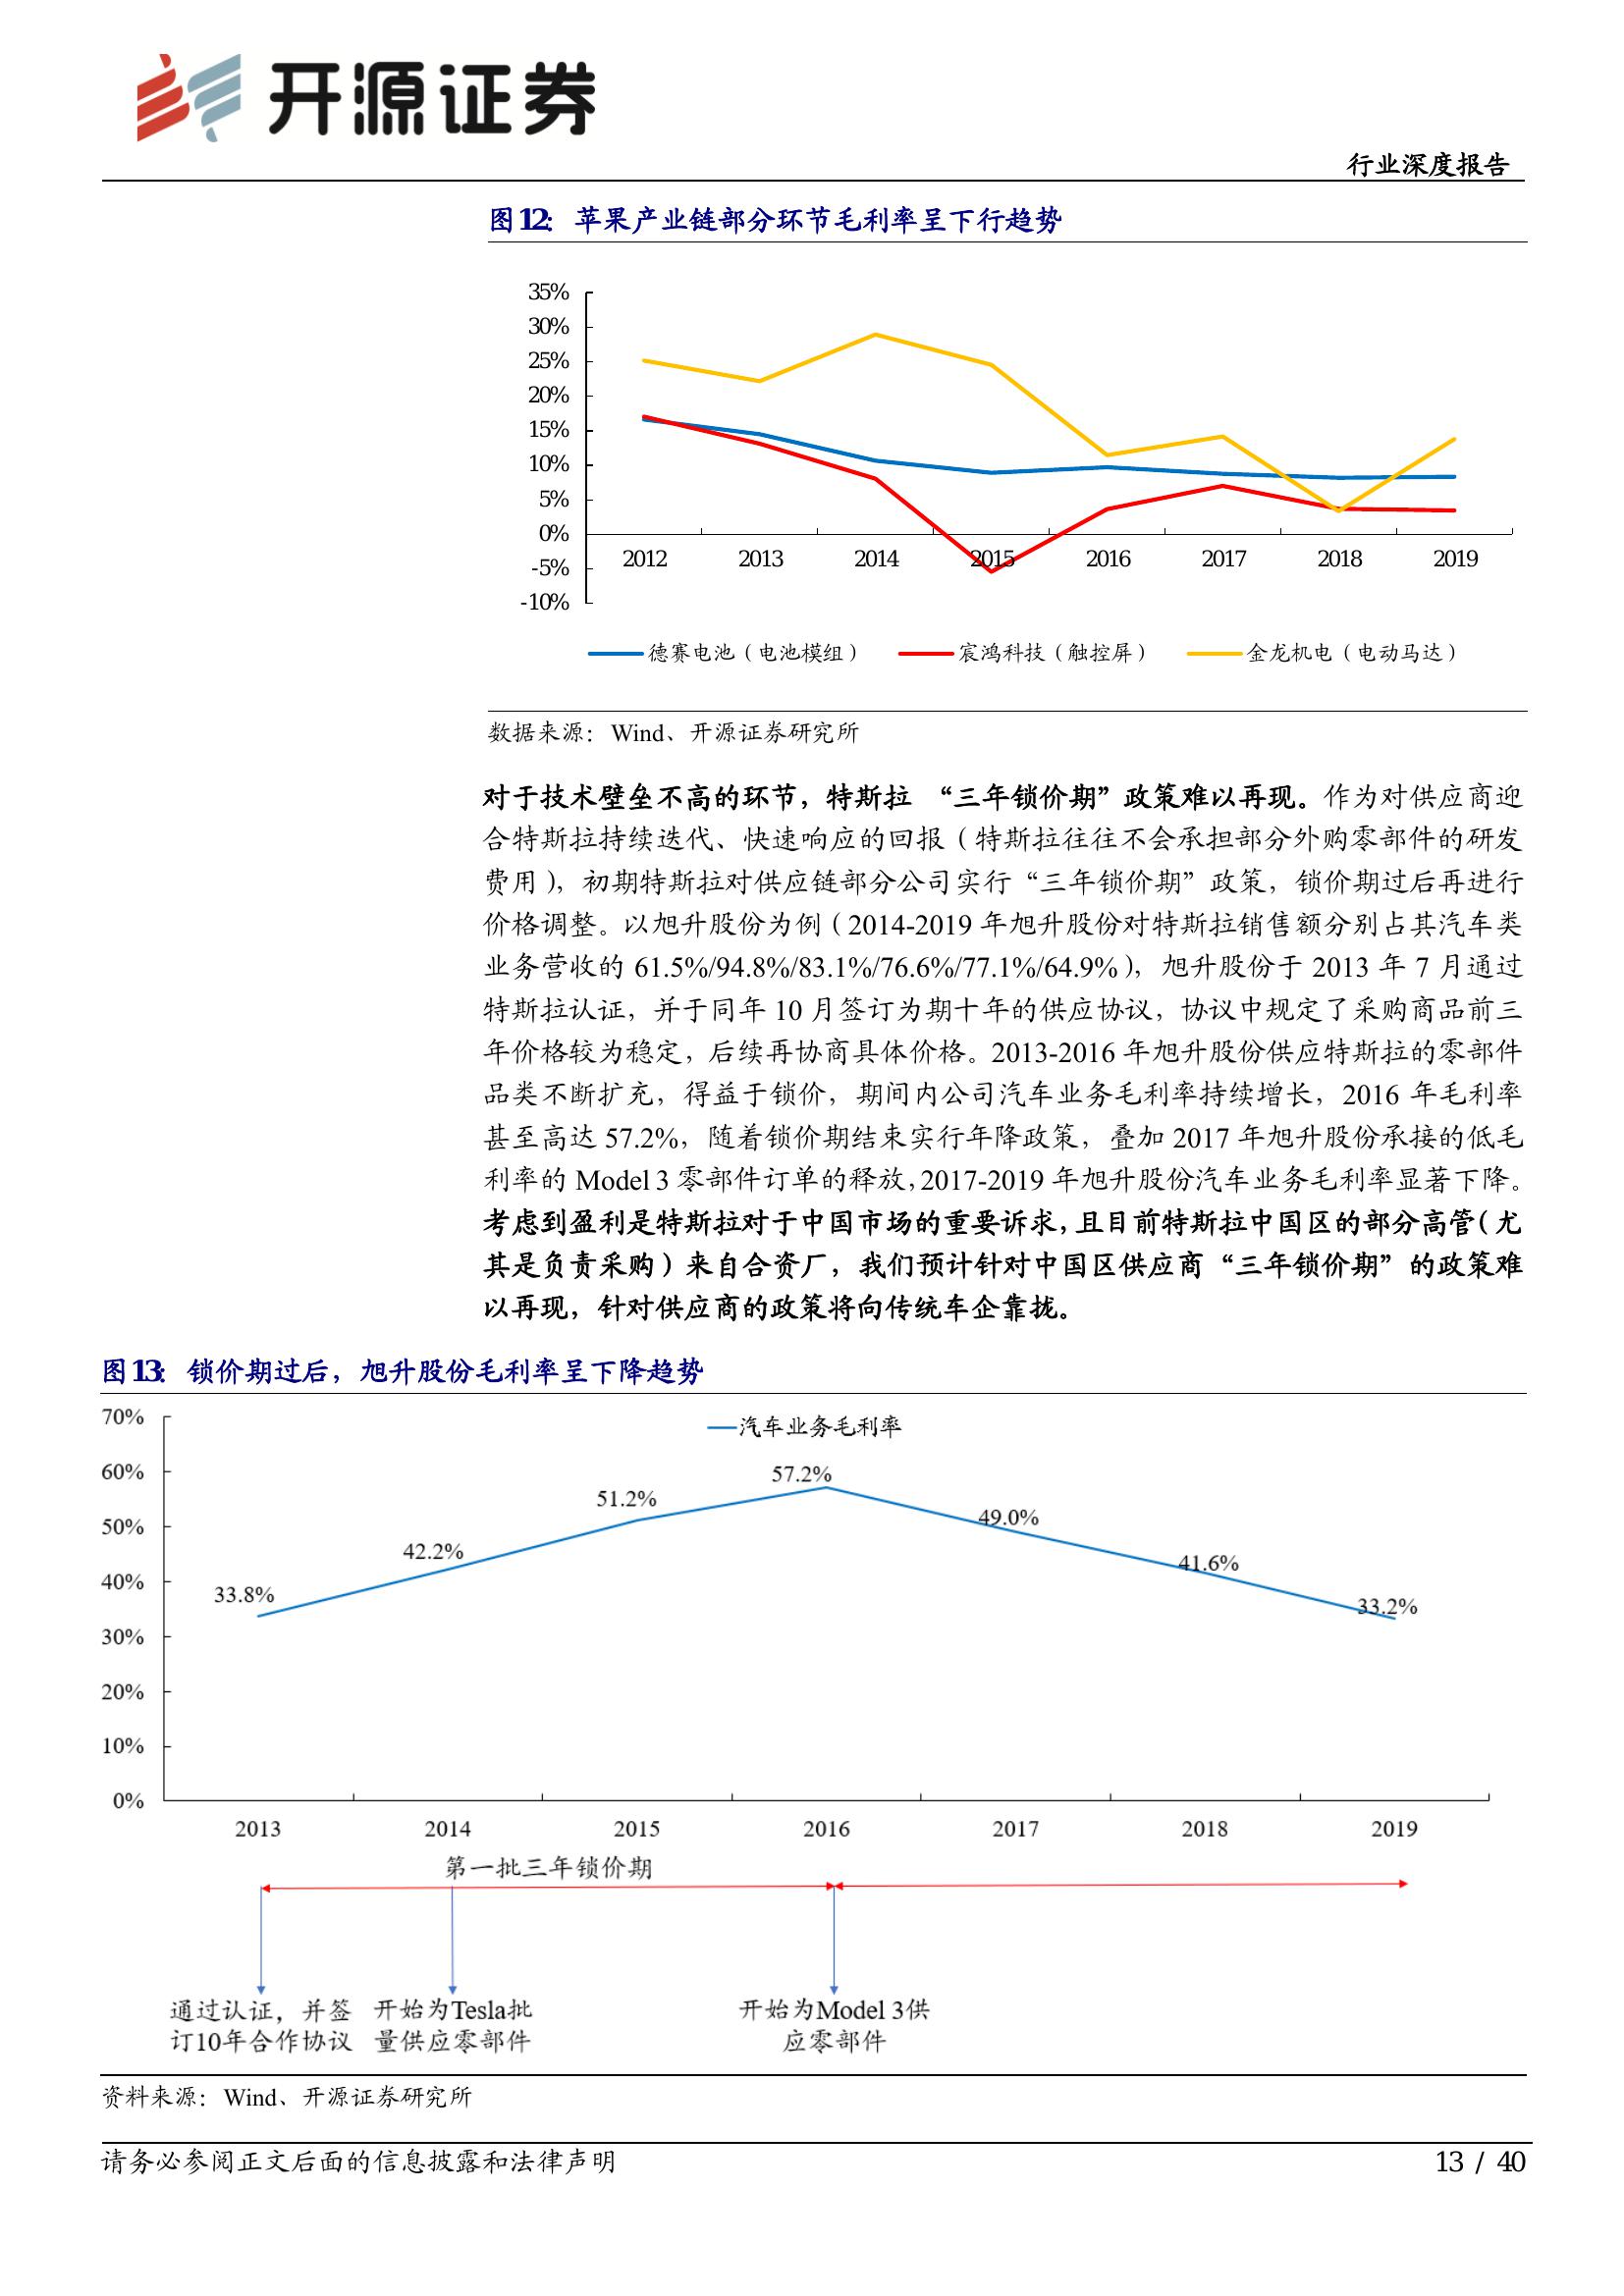 开源证券
行业深度报告
图12： 苹果产业链部分环节毛利率呈下行趋势
35%
30%
25%
20%
15%
10%
5%
0%
-5%
-10%
2012 2013 2014 2015 2016 2017 2018 2019
德赛电池（电池模组） 宸鸿科技（触控屏） 金龙机电（电动马达）
数据来源：Wind、开源证券研究所
对于技术壁垒不高的环节，特斯拉 “三年锁价期”政策难以再现。作为对供应商迎
合特斯拉持续迭代、快速响应的回报（特斯拉往往不会承担部分外购零部件的研发
费用），初期特斯拉对供应链部分公司实行“三年锁价期”政策，锁价期过后再进行
价格调整。以旭升股份为例（2014-2019 年旭升股份对特斯拉销售额分别占其汽车类
业务营收的 61.5%/94.8%/83.1%/76.6%/77.1%/64.9%），旭升股份于 2013 年 7 月通过
特斯拉认证，并于同年 10 月签订为期十年的供应协议，协议中规定了采购商品前三
年价格较为稳定，后续再协商具体价格。2013-2016 年旭升股份供应特斯拉的零部件
品类不断扩充，得益于锁价，期间内公司汽车业务毛利率持续增长，2016 年毛利率
甚至高达 57.2%，随着锁价期结束实行年降政策，叠加 2017 年旭升股份承接的低毛
利率的 Model 3 零部件订单的释放，2017-2019 年旭升股份汽车业务毛利率显著下降。
考虑到盈利是特斯拉对于中国市场的重要诉求，且目前特斯拉中国区的部分高管（尤
其是负责采购）来自合资厂，我们预计针对中国区供应商“三年锁价期”的政策难
以再现，针对供应商的政策将向传统车企靠拢。
图13： 锁价期过后，旭升股份毛利率呈下降趋势
70%
60%
50%
40%
30%
20%
10%
0%
汽车业务毛利率
33.8%
42.2%
51.2%
57.2%
49.0%
41.6%
33.2%
2013 2014 2015 2016 2017 2018 2019
第一批三年锁价期
通过认证，并签
订10年合作协议
开始为Tesla批
量供应零部件
开始为Model 3供
应零部件
资料来源：Wind、开源证券研究所
请务必参阅正文后面的信息披露和法律声明
13 / 40